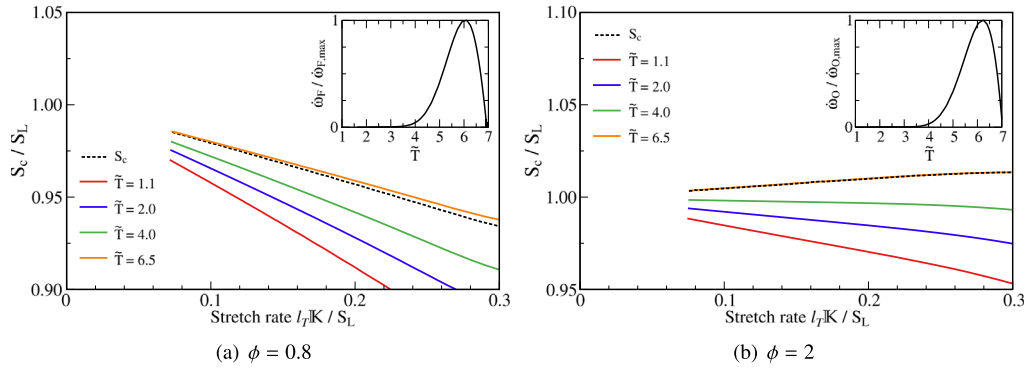 1.05
1.00
0.95
0.90
S_c / S_L
0
0.1
0.2
0.3
Stretch rate l_T 𝕂 / S_L
S_c
T̃ = 1.1
T̃ = 2.0
T̃ = 4.0
T̃ = 6.5
1
0
ω̇_F / ω̇_F,max
1 2 3 4 5 6 7
T̃
(a) ϕ = 0.8
1.10
1.05
1.00
0.95
S_c / S_L
0
0.1
0.2
0.3
Stretch rate l_T 𝕂 / S_L
S_c
T̃ = 1.1
T̃ = 2.0
T̃ = 4.0
T̃ = 6.5
1
0
ω̇_O / ω̇_O,max
1 2 3 4 5 6 7
T̃
(b) ϕ = 2